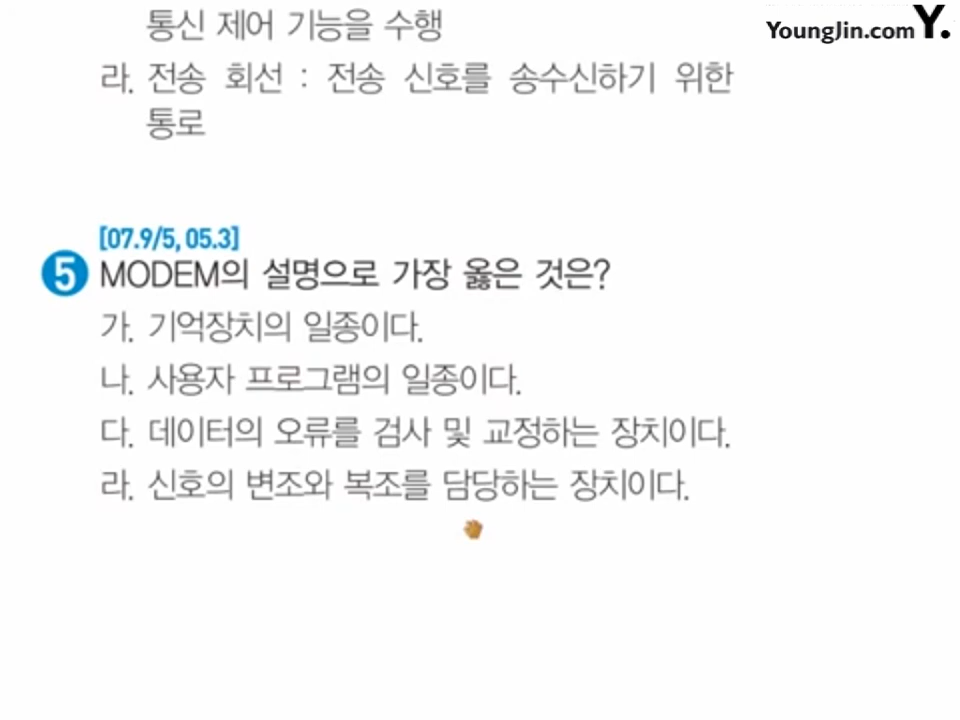 통신 제어 기능을 수행
YoungJin.com Y.
라. 전송 회선 : 전송 신호를 송수신하기 위한
통로
[07.9/5, 05.3]
5 MODEM의 설명으로 가장 옳은 것은?
가. 기억장치의 일종이다.
나. 사용자 프로그램의 일종이다.
다. 데이터의 오류를 검사 및 교정하는 장치이다.
라. 신호의 변조와 복조를 담당하는 장치이다.